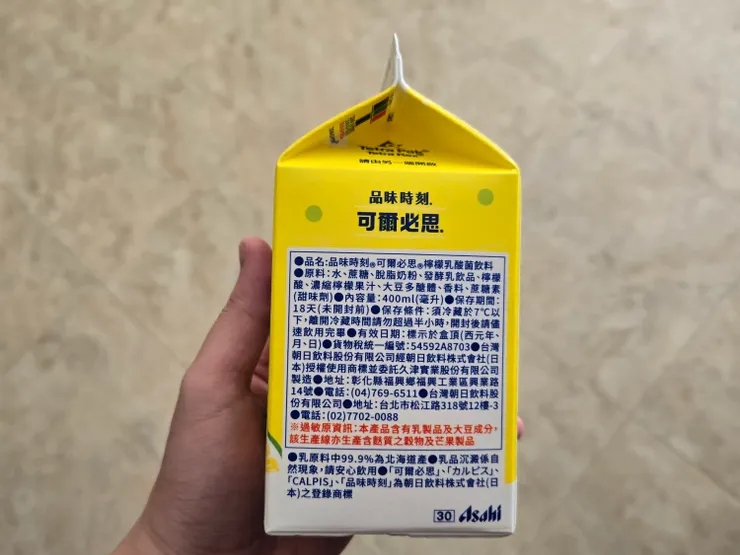 Tetra Pak®
Tetra Rex®
請由另一端開啟
品味時刻®
可爾必思®
●品名:品味時刻®可爾必思®檸檬乳酸菌飲料
●原料:水、蔗糖、脫脂奶粉、發酵乳飲品、檸檬
酸、濃縮檸檬果汁、大豆多醣體、香料、蔗糖素
(甜味劑)●內容量:400ml(毫升)●保存期間:
18天(未開封前)●保存條件:須冷藏於7°C以
下,離開冷藏時間請勿超過半小時,開封後請儘
速飲用完畢●有效日期:標示於盒頂(西元年、
月、日)●貨物稅統一編號:54592A8703●台灣
朝日飲料股份有限公司經朝日飲料株式會社(日
本)授權使用商標並委託久津實業股份有限公司
製造●地址:彰化縣福興鄉福興工業區興業路
14號●電話:(04)769-6511●台灣朝日飲料股
份有限公司●地址:台北市松江路318號12樓-3
●電話:(02)7702-0088
※過敏原資訊:本產品含有乳製品及大豆成分,
該生產線亦生產含麩質之穀物及芒果製品
●乳原料中99.9%為北海道產●乳品沉澱係自
然現象,請安心飲用●「可爾必思」、「カルピス」、
「CALPIS」、「品味時刻」為朝日飲料株式會社(日
本)之登錄商標
30 Asahi